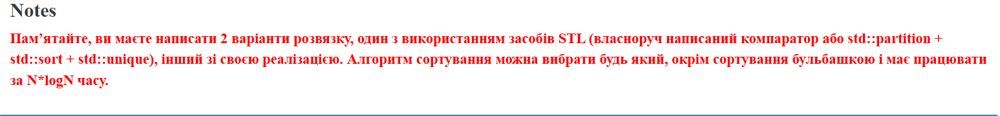 Notes
Пам’ятайте, ви маєте написати 2 варіанти розвязку, один з використанням засобів STL (власноруч написаний компаратор або std::partition +
std::sort + std::unique), інший зі своєю реалізацією. Алгоритм сортування можна вибрати будь який, окрім сортування бульбашкою і має працювати
за N*logN часу.